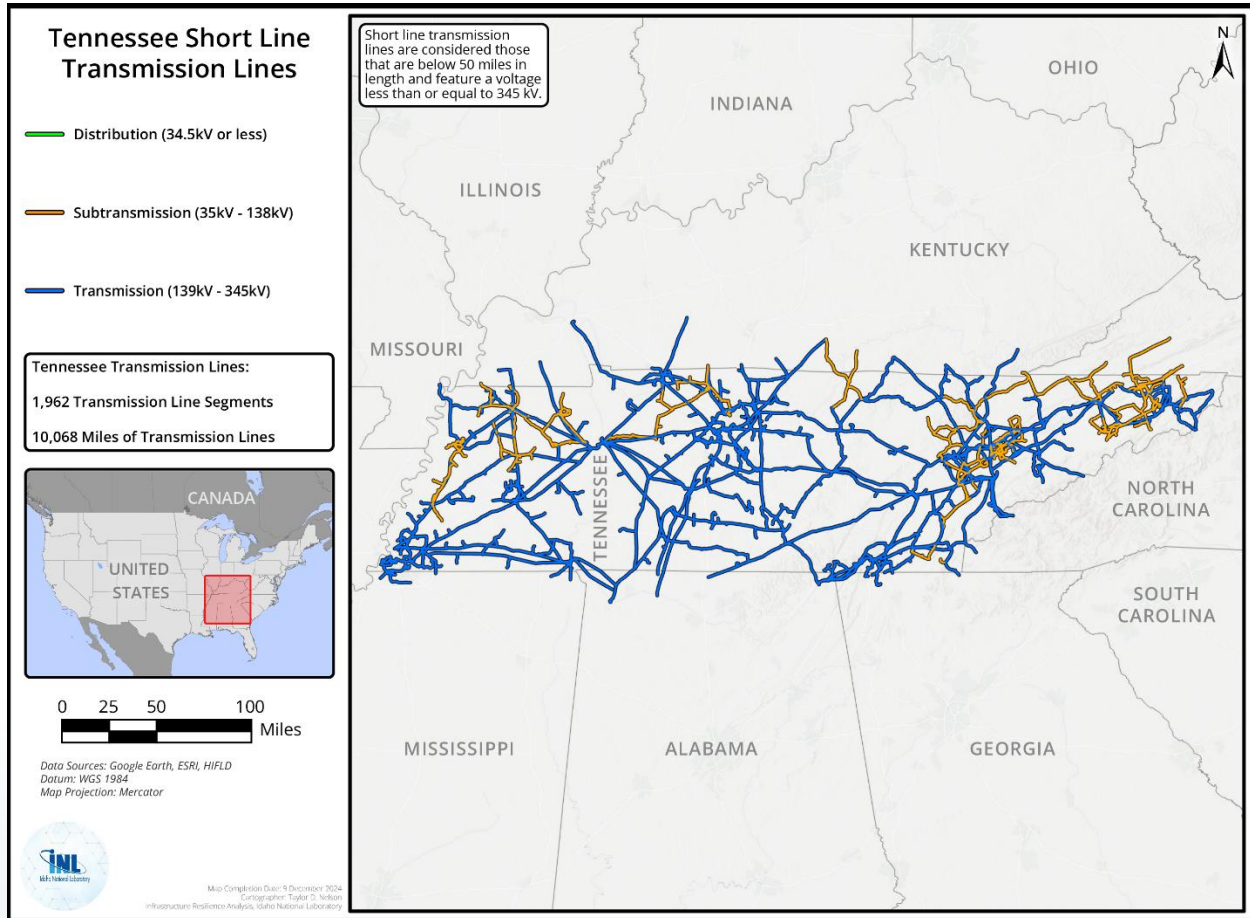 Tennessee Short Line
Transmission Lines
Distribution (34.5kV or less)
Subtransmission (35kV - 138kV)
Transmission (139kV - 345kV)
Tennessee Transmission Lines:
1,962 Transmission Line Segments
10,068 Miles of Transmission Lines
CANADA
UNITED
STATES
0 25 50 100
Miles
Data Sources: Google Earth, ESRI, HIFLD
Datum: WGS 1984
Map Projection: Mercator
INL
Idaho National Laboratory
Map Completion Date: 9 December 2024
Cartographer: Taylor D. Nelson
Infrastructure Resilience Analysis, Idaho National Laboratory
Short line transmission
lines are considered those
that are below 50 miles in
length and feature a voltage
less than or equal to 345 kV.
N
OHIO
INDIANA
ILLINOIS
KENTUCKY
MISSOURI
TENNESSEE
NORTH
CAROLINA
SOUTH
CAROLINA
MISSISSIPPI
ALABAMA
GEORGIA